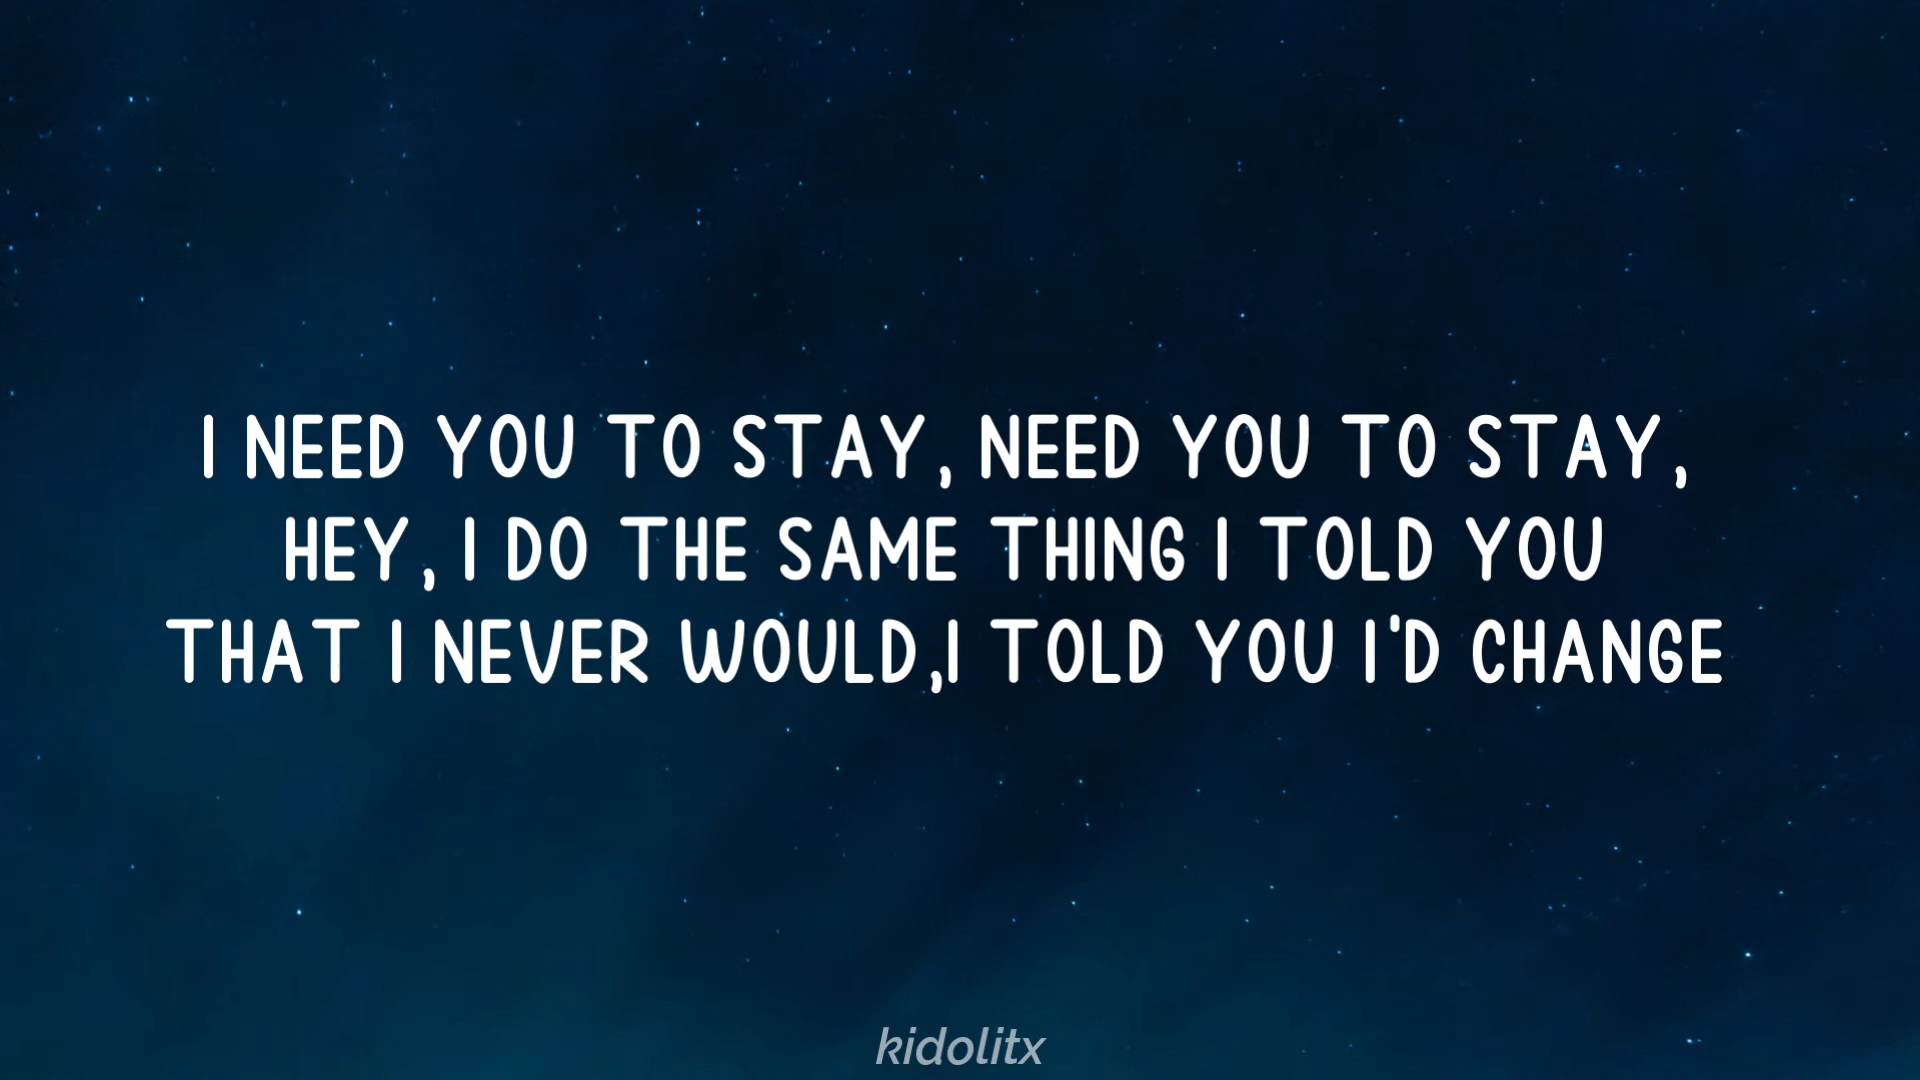 I NEED YOU TO STAY, NEED YOU TO STAY,
HEY, I DO THE SAME THING I TOLD YOU
THAT I NEVER WOULD,I TOLD YOU I'D CHANGE
kidolitx